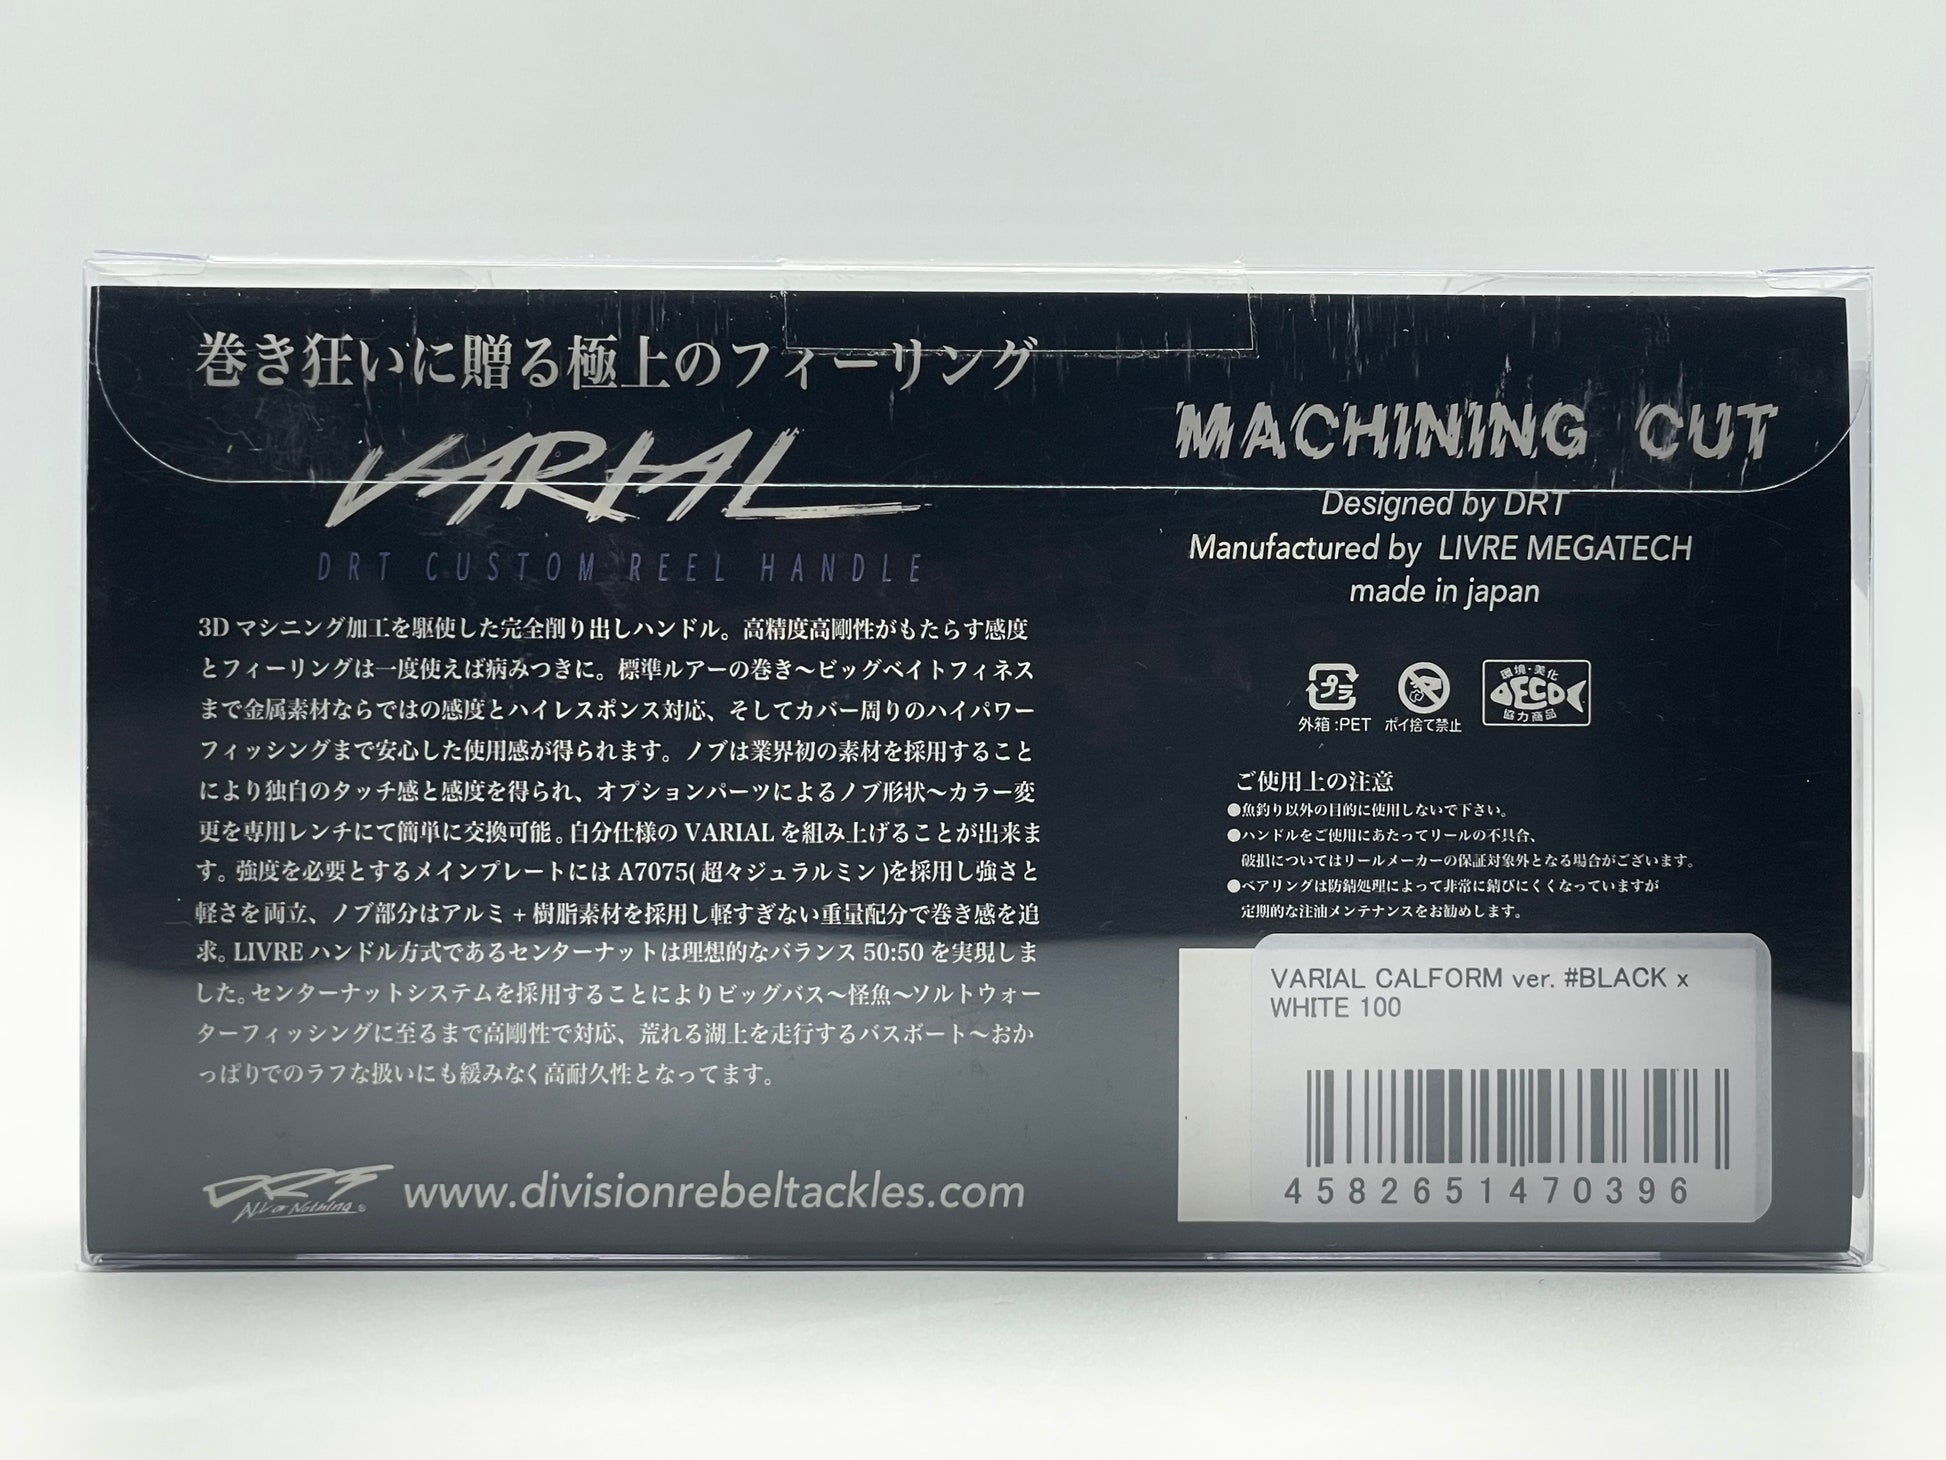 巻き狂いに贈る極上のフィーリング
VARIAL
DRT CUSTOM REEL HANDLE
3Dマシニング加工を駆使した完全削り出しハンドル。高精度高剛性がもたらす感度
とフィーリングは一度使えば病みつきに。標準ルアーの巻き〜ビッグベイトフィネス
まで金属素材ならではの感度とハイレスポンス対応、そしてカバー周りのハイパワー
フィッシングまで安心した使用感が得られます。ノブは業界初の素材を採用すること
により独自のタッチ感と感度を得られ、オプションパーツによるノブ形状〜カラー変
更を専用レンチにて簡単に交換可能。自分仕様の VARIAL を組み上げることが出来ま
す。強度を必要とするメインプレートには A7075( 超々ジュラルミン )を採用し強さと
軽さを両立、ノブ部分はアルミ + 樹脂素材を採用し軽すぎない重量配分で巻き感を追
求。LIVRE ハンドル方式であるセンターナットは理想的なバランス 50:50 を実現しま
した。センターナットシステムを採用することによりビッグバス〜怪魚〜ソルトウォー
ターフィッシングに至るまで高剛性で対応、荒れる湖上を走行するバスボート〜おか
っぱりでのラフな扱いにも緩みなく高耐久性となってます。
DRT
All or Nothing ®
www.divisionrebeltackles.com
MACHINING CUT
Designed by DRT
Manufactured by LIVRE MEGATECH
made in japan
プラ
外箱 :PET
ポイ捨て禁止
環境・美化
ECO
協力商品
ご使用上の注意
●魚釣り以外の目的に使用しないで下さい。
●ハンドルをご使用にあたってリールの不具合、
破損についてはリールメーカーの保証対象外となる場合がございます。
●ベアリングは防錆処理によって非常に錆びにくくなっていますが
定期的な注油メンテナンスをお勧めします。
VARIAL CALFORM ver. #BLACK x
WHITE 100
4582651470396